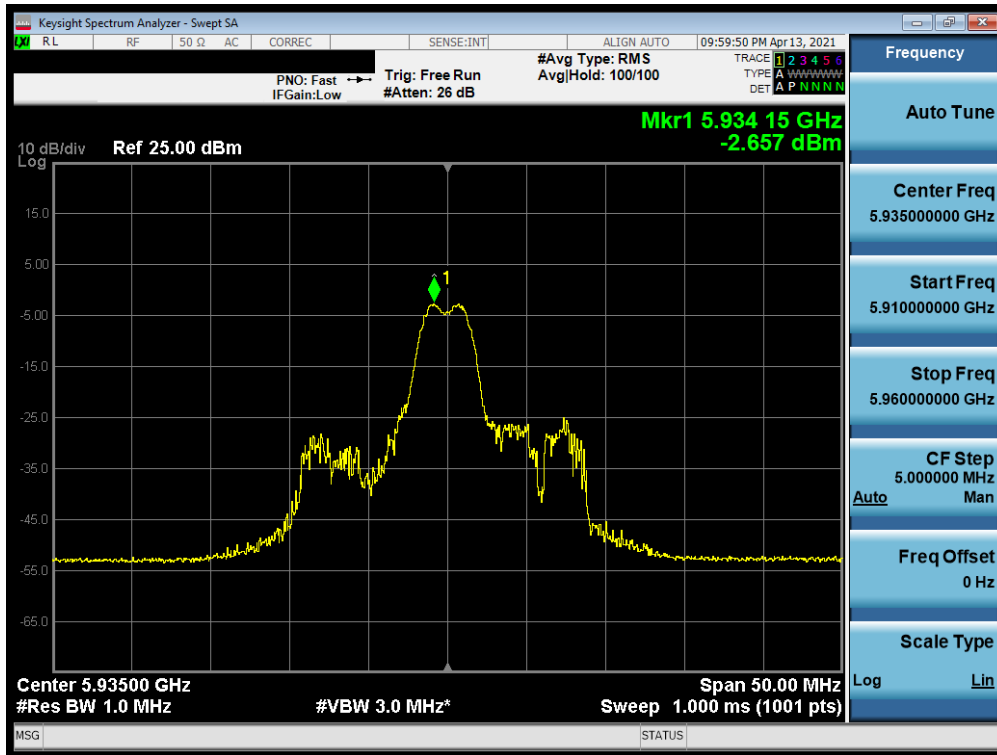 Keysight Spectrum Analyzer - Swept SA
LXI RL RF 50 Ω AC CORREC SENSE:INT ALIGN AUTO 09:59:50 PM Apr 13, 2021
Frequency
#Avg Type: RMS TRACE 1 2 3 4 5 6
PNO: Fast Trig: Free Run Avg|Hold: 100/100 TYPE A WWWWW
IFGain:Low #Atten: 26 dB DET A P N N N N
Auto Tune
Mkr1 5.934 15 GHz
-2.657 dBm
10 dB/div Ref 25.00 dBm
Log
15.0
5.00
-5.00
-15.0
-25.0
-35.0
-45.0
-55.0
-65.0
1
Center Freq
5.935000000 GHz
Start Freq
5.910000000 GHz
Stop Freq
5.960000000 GHz
CF Step
5.000000 MHz
Auto Man
Freq Offset
0 Hz
Scale Type
Log Lin
Center 5.93500 GHz Span 50.00 MHz
#Res BW 1.0 MHz #VBW 3.0 MHz* Sweep 1.000 ms (1001 pts)
MSG STATUS